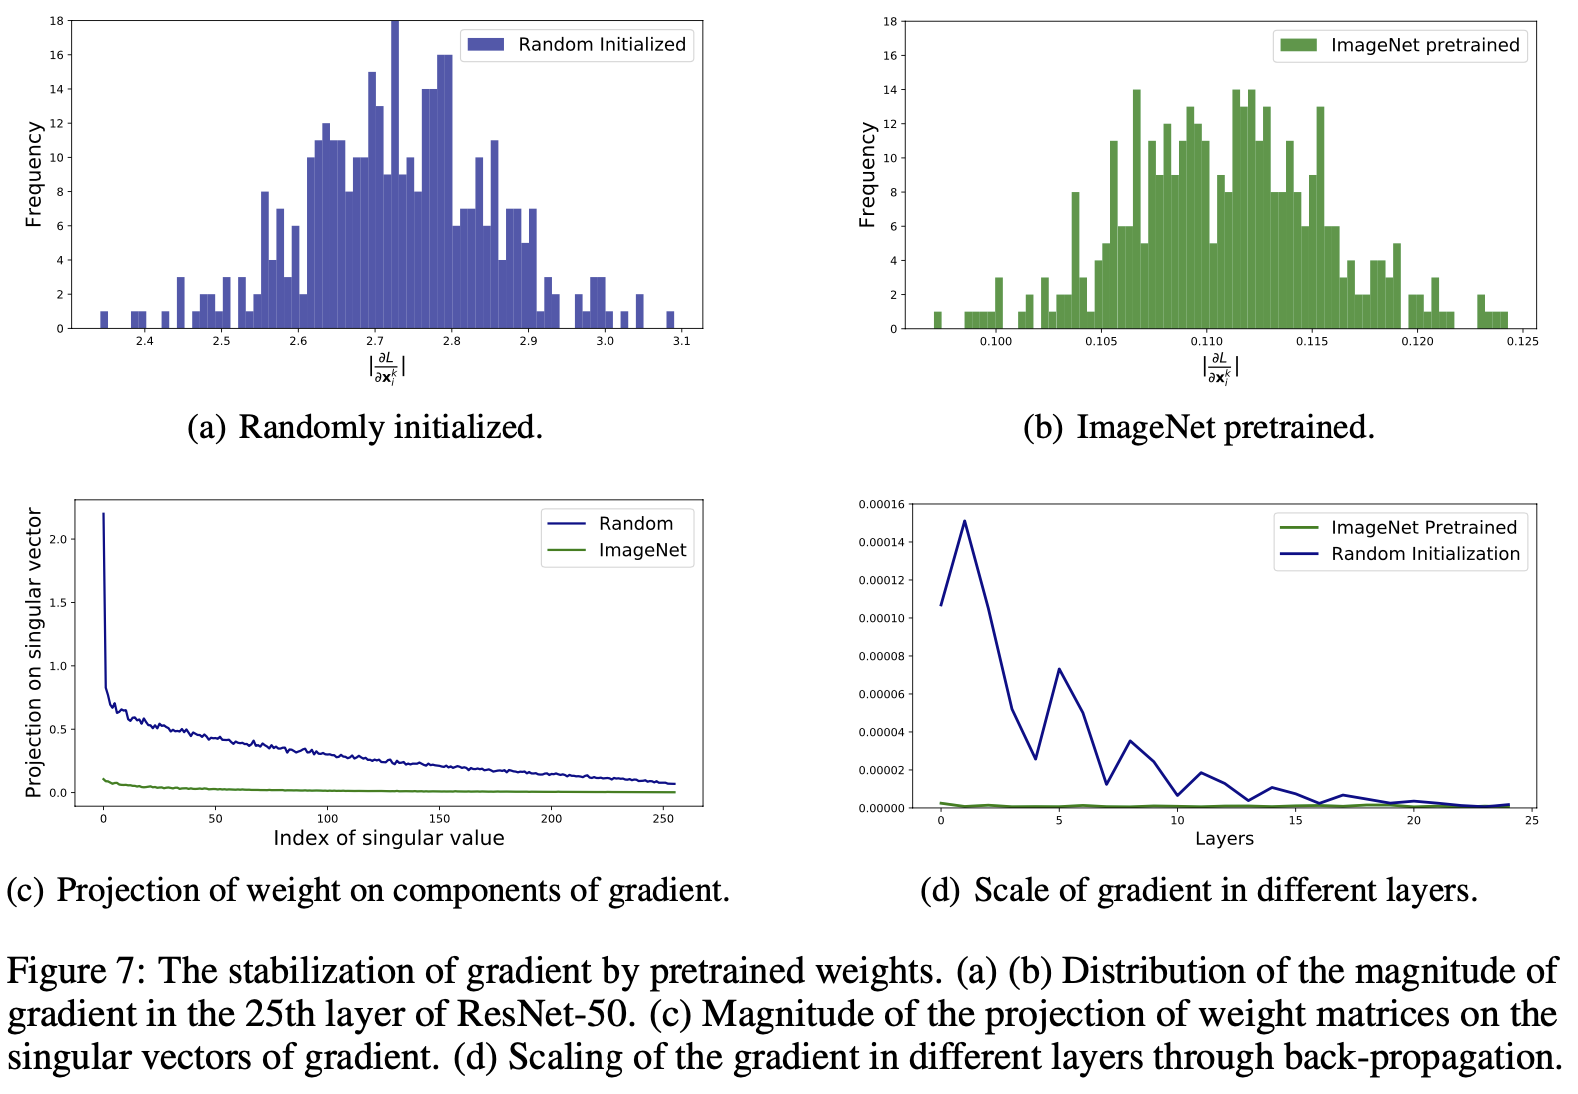 18
16
14
12
10
8
6
4
2
0
Frequency
Random Initialized
2.4 2.5 2.6 2.7 2.8 2.9 3.0 3.1
|∂L/∂x_i^k|
(a) Randomly initialized.
18
16
14
12
10
8
6
4
2
0
Frequency
ImageNet pretrained
0.100 0.105 0.110 0.115 0.120 0.125
|∂L/∂x_i^k|
(b) ImageNet pretrained.
2.0
1.5
1.0
0.5
0.0
Projection on singular vector
Random
ImageNet
0 50 100 150 200 250
Index of singular value
(c) Projection of weight on components of gradient.
0.00016
0.00014
0.00012
0.00010
0.00008
0.00006
0.00004
0.00002
0.00000
ImageNet Pretrained
Random Initialization
0 5 10 15 20 25
Layers
(d) Scale of gradient in different layers.
Figure 7: The stabilization of gradient by pretrained weights. (a) (b) Distribution of the magnitude of
gradient in the 25th layer of ResNet-50. (c) Magnitude of the projection of weight matrices on the
singular vectors of gradient. (d) Scaling of the gradient in different layers through back-propagation.